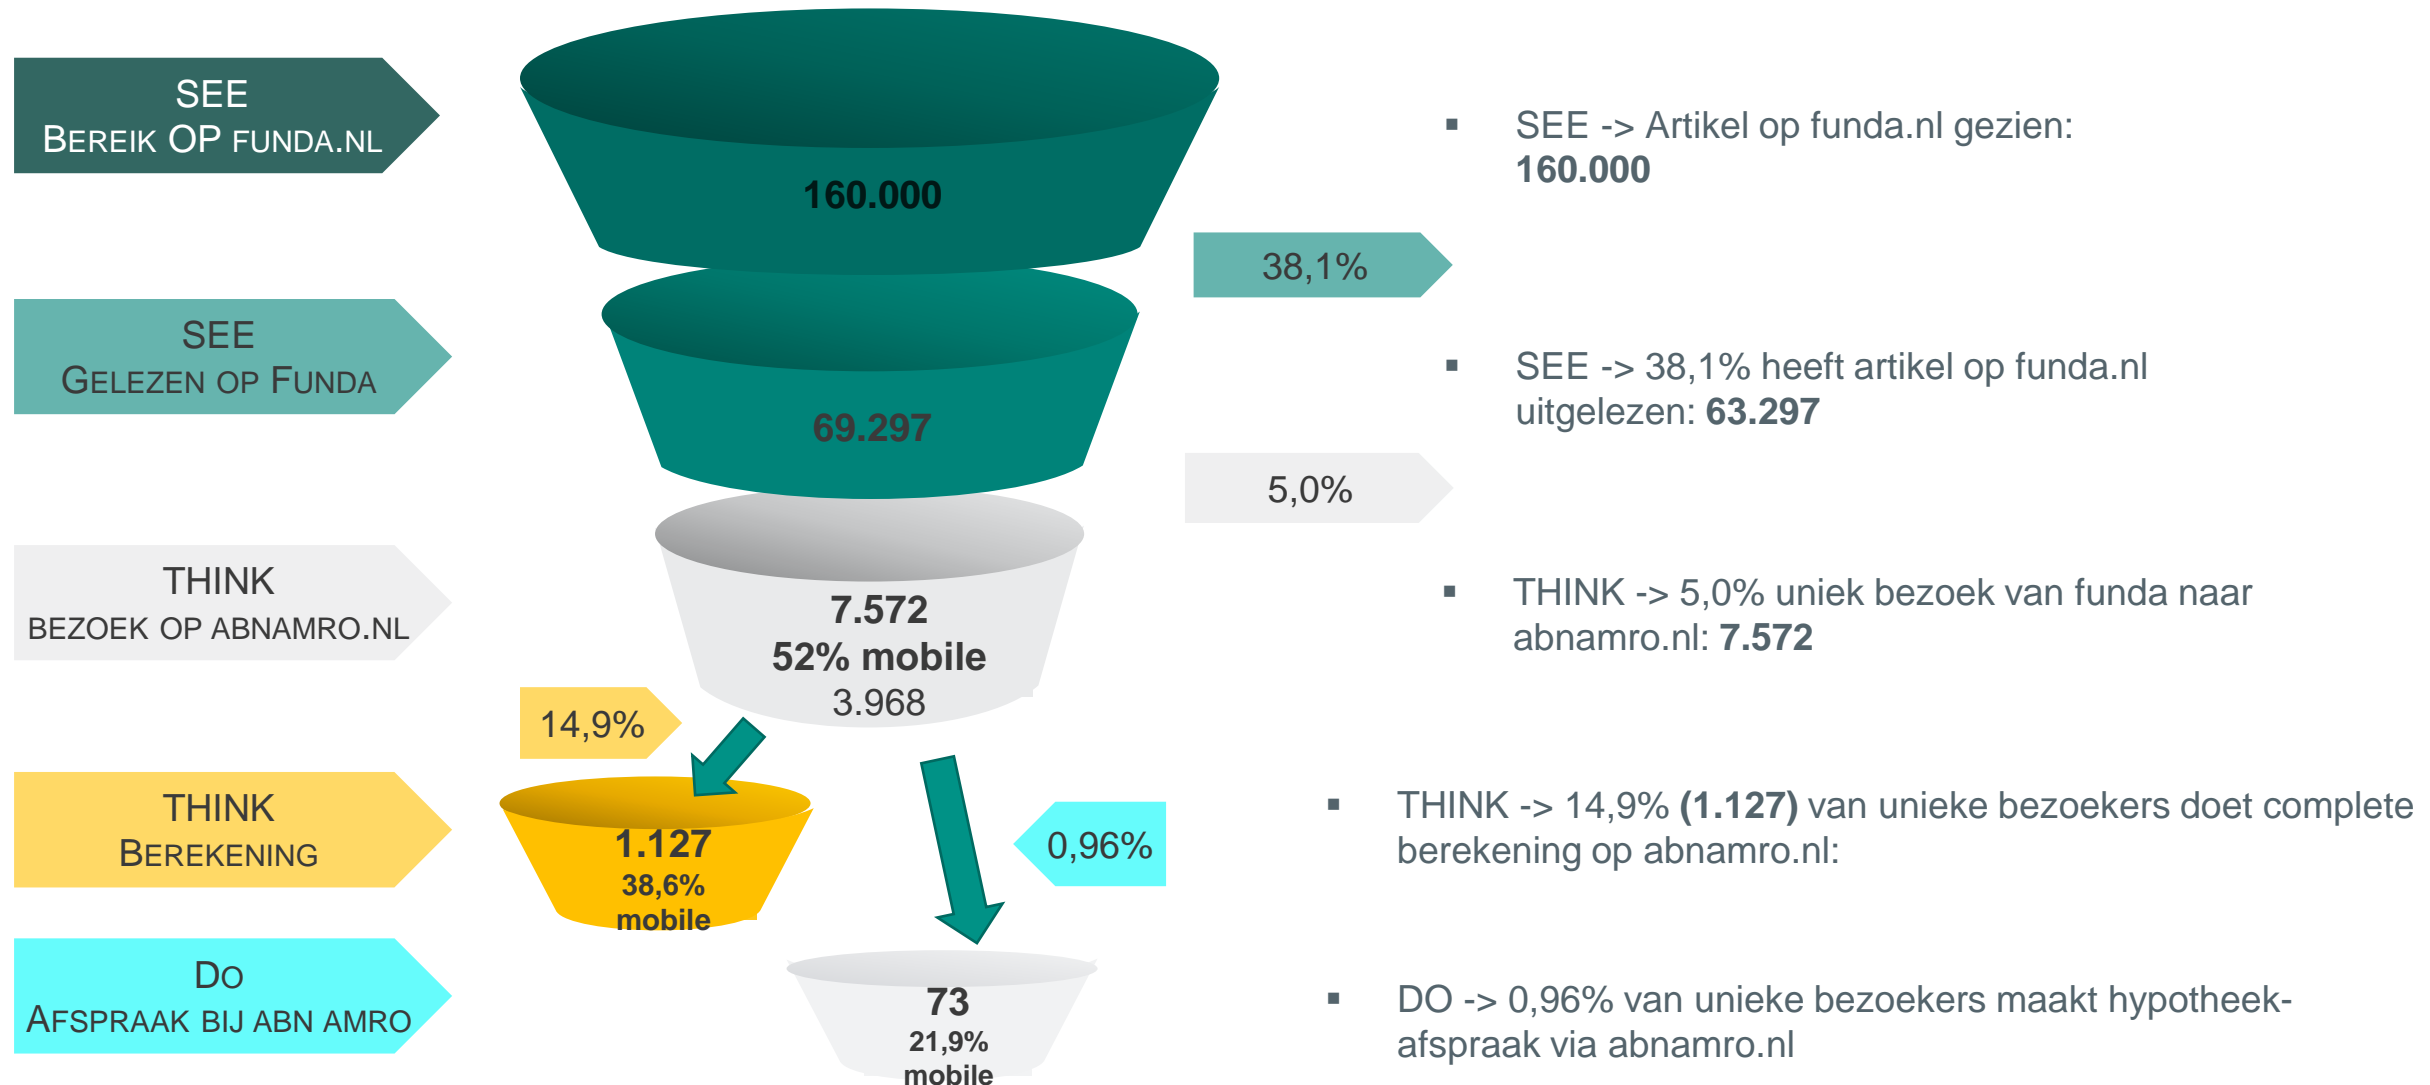 SEE
BEREIK OP FUNDA.NL
160.000
▪ SEE -> Artikel op funda.nl gezien:
160.000
38,1%
SEE
GELEZEN OP FUNDA
69.297
▪ SEE -> 38,1% heeft artikel op funda.nl
uitgelezen: 63.297
5,0%
THINK
BEZOEK OP ABNAMRO.NL
7.572
52% mobile
3.968
▪ THINK -> 5,0% uniek bezoek van funda naar
abnamro.nl: 7.572
14,9%
THINK
BEREKENING
1.127
38,6%
mobile
0,96%
▪ THINK -> 14,9% (1.127) van unieke bezoekers doet complete
berekening op abnamro.nl:
DO
AFSPRAAK BIJ ABN AMRO
73
21,9%
mobile
▪ DO -> 0,96% van unieke bezoekers maakt hypotheek-
afspraak via abnamro.nl